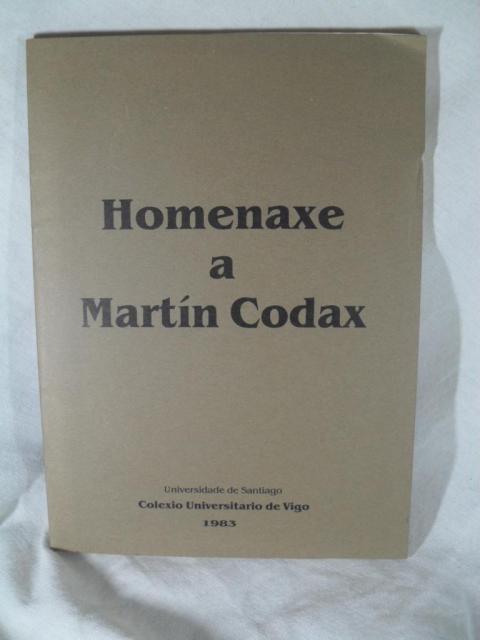 Homenaxe
a
Martín Codax
Universidade de Santiago
Colexio Universitario de Vigo
1983